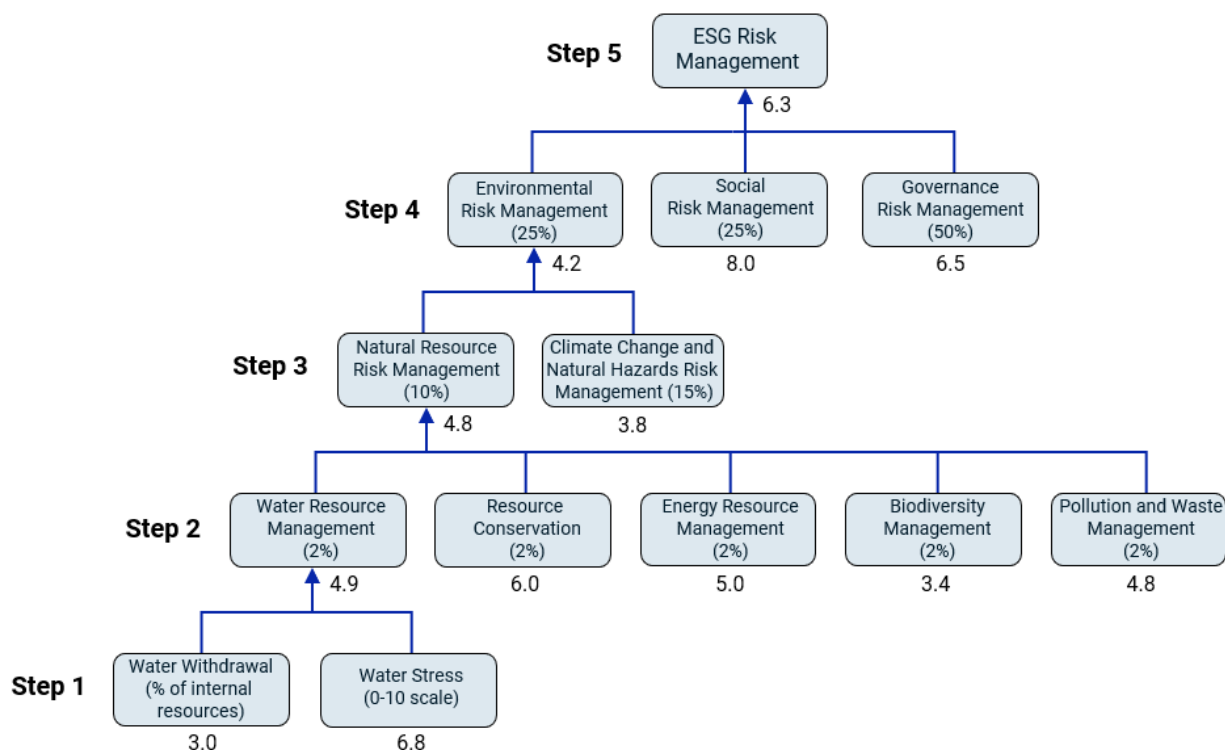 Step 5
ESG Risk
Management
6.3
Step 4
Environmental
Risk Management
(25%)
4.2
Social
Risk Management
(25%)
8.0
Governance
Risk Management
(50%)
6.5
Step 3
Natural Resource
Risk Management
(10%)
4.8
Climate Change and
Natural Hazards Risk
Management (15%)
3.8
Step 2
Water Resource
Management
(2%)
4.9
Resource
Conservation
(2%)
6.0
Energy Resource
Management
(2%)
5.0
Biodiversity
Management
(2%)
3.4
Pollution and Waste
Management
(2%)
4.8
Step 1
Water Withdrawal
(% of internal
resources)
3.0
Water Stress
(0-10 scale)
6.8